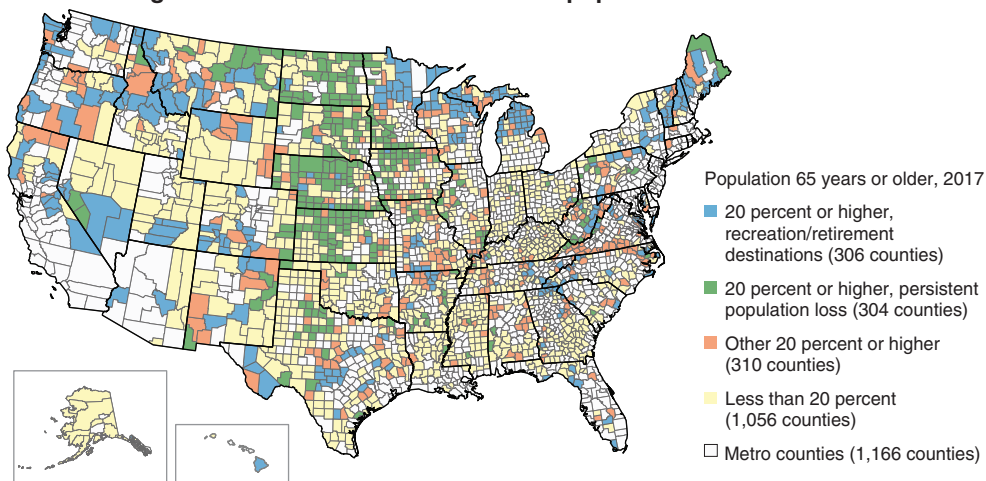 Population 65 years or older, 2017
20 percent or higher,
recreation/retirement
destinations (306 counties)
20 percent or higher, persistent
population loss (304 counties)
Other 20 percent or higher
(310 counties)
Less than 20 percent
(1,056 counties)
Metro counties (1,166 counties)